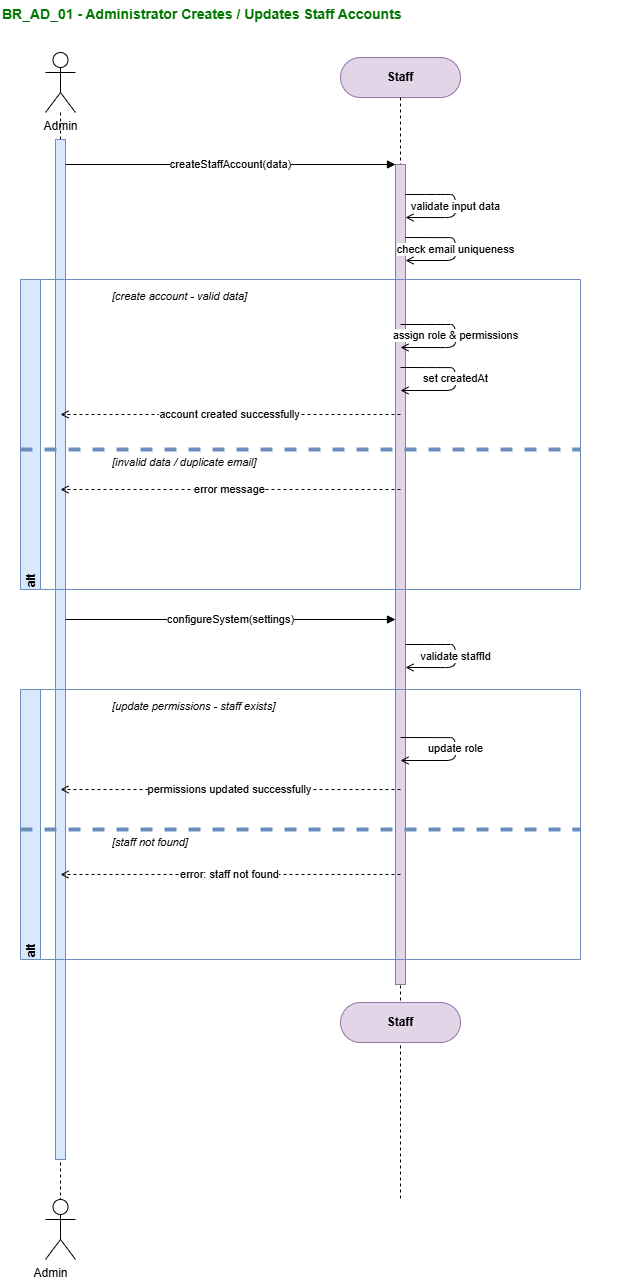 BR_AD_01 - Administrator Creates / Updates Staff Accounts
Staff
Admin
createStaffAccount(data)
validate input data
check email uniqueness
[create account - valid data]
assign role & permissions
set createdAt
account created successfully
[invalid data / duplicate email]
error message
alt
configureSystem(settings)
validate staffId
[update permissions - staff exists]
update role
permissions updated successfully
[staff not found]
error: staff not found
alt
Staff
Admin